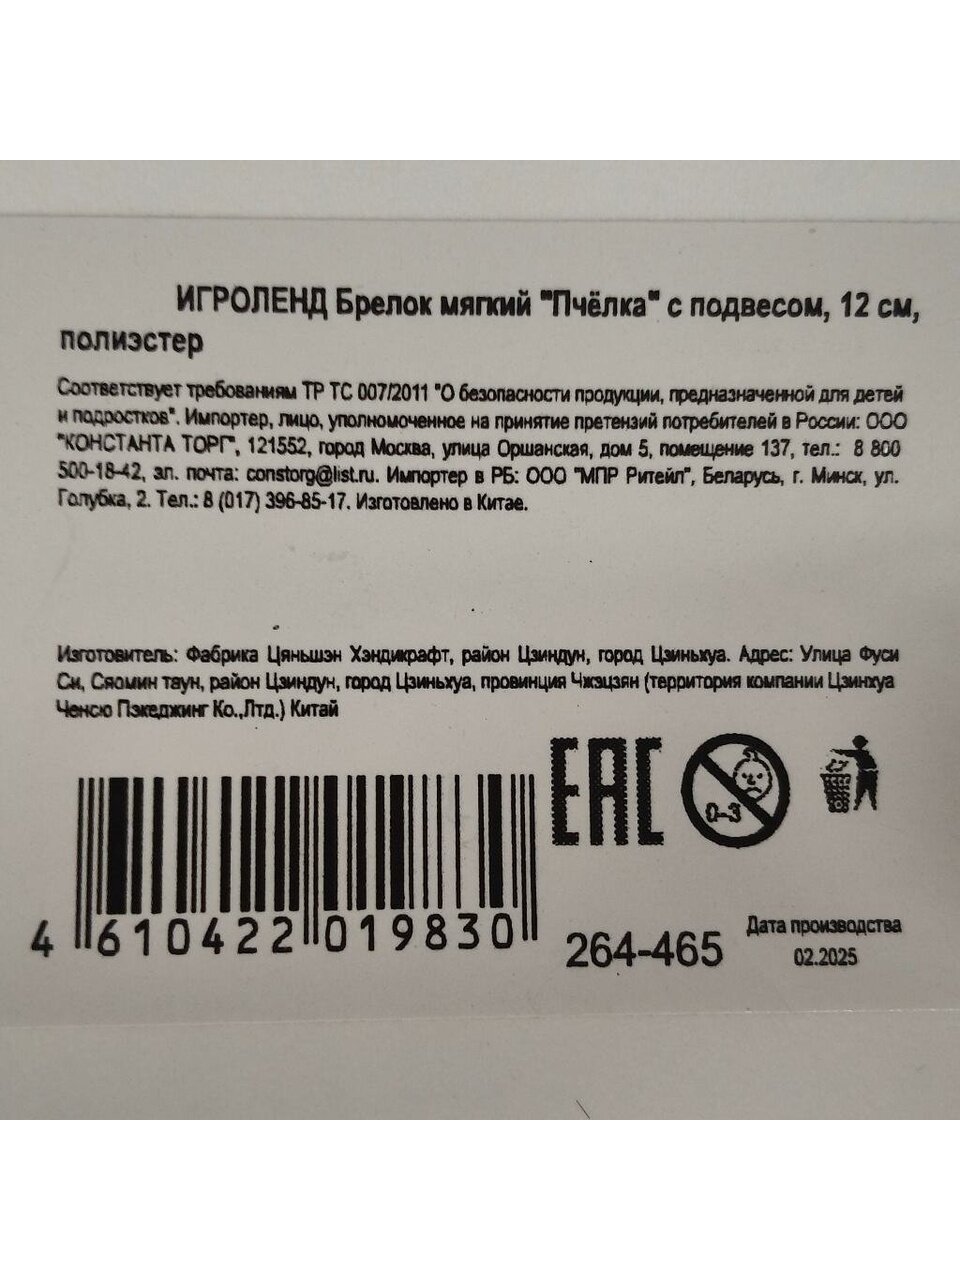 ИГРОЛЕНД Брелок мягкий "Пчёлка" с подвесом, 12 см,
полиэстер
Соответствует требованиям ТР ТС 007/2011 "О безопасности продукции, предназначенной для детей
и подростков". Импортер, лицо, уполномоченное на принятие претензий потребителей в России: ООО
"КОНСТАНТА ТОРГ", 121552, город Москва, улица Оршанская, дом 5, помещение 137, тел.: 8 800
500-18-42, эл. почта: constorg@list.ru. Импортер в РБ: ООО "МПР Ритейл", Беларусь, г. Минск, ул.
Голубка, 2. Тел.: 8 (017) 396-85-17. Изготовлено в Китае.
Изготовитель: Фабрика Цяньшэн Хэндикрафт, район Цзиндун, город Цзиньхуа. Адрес: Улица Фуси
Си, Сяомин таун, район Цзиндун, город Цзиньхуа, провинция Чжэцзян (территория компании Цзинхуа
Ченсю Пэкеджинг Ко.,Лтд.) Китай
EAC
0-3
4 610422 019830
264-465
Дата производства
02.2025